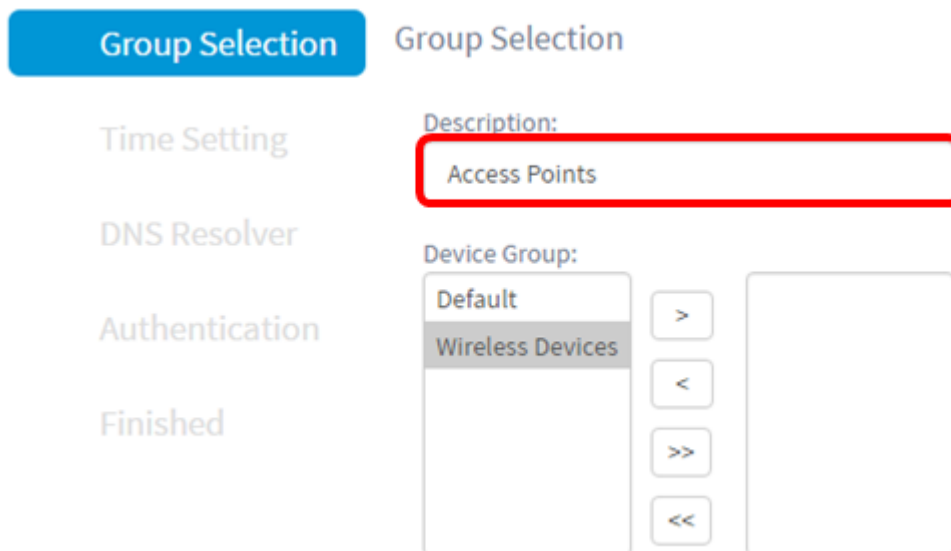 Group Selection
Time Setting
DNS Resolver
Authentication
Finished
Group Selection
Description:
Access Points
Device Group:
Default
Wireless Devices
>
<
>>
<<